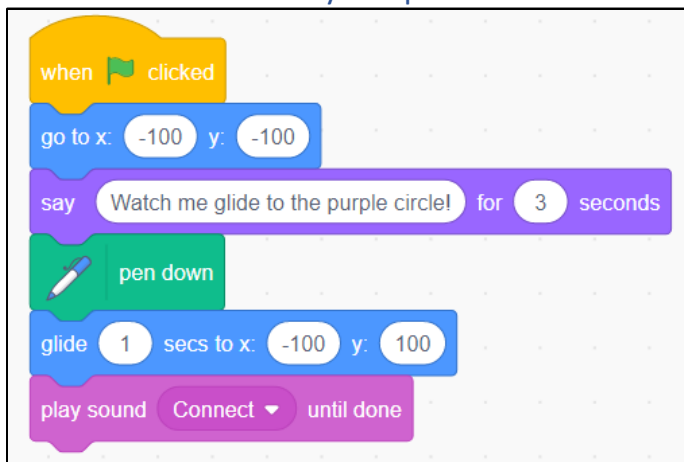 when clicked
go to x: -100 y: -100
say Watch me glide to the purple circle! for 3 seconds
pen down
glide 1 secs to x: -100 y: 100
play sound Connect until done